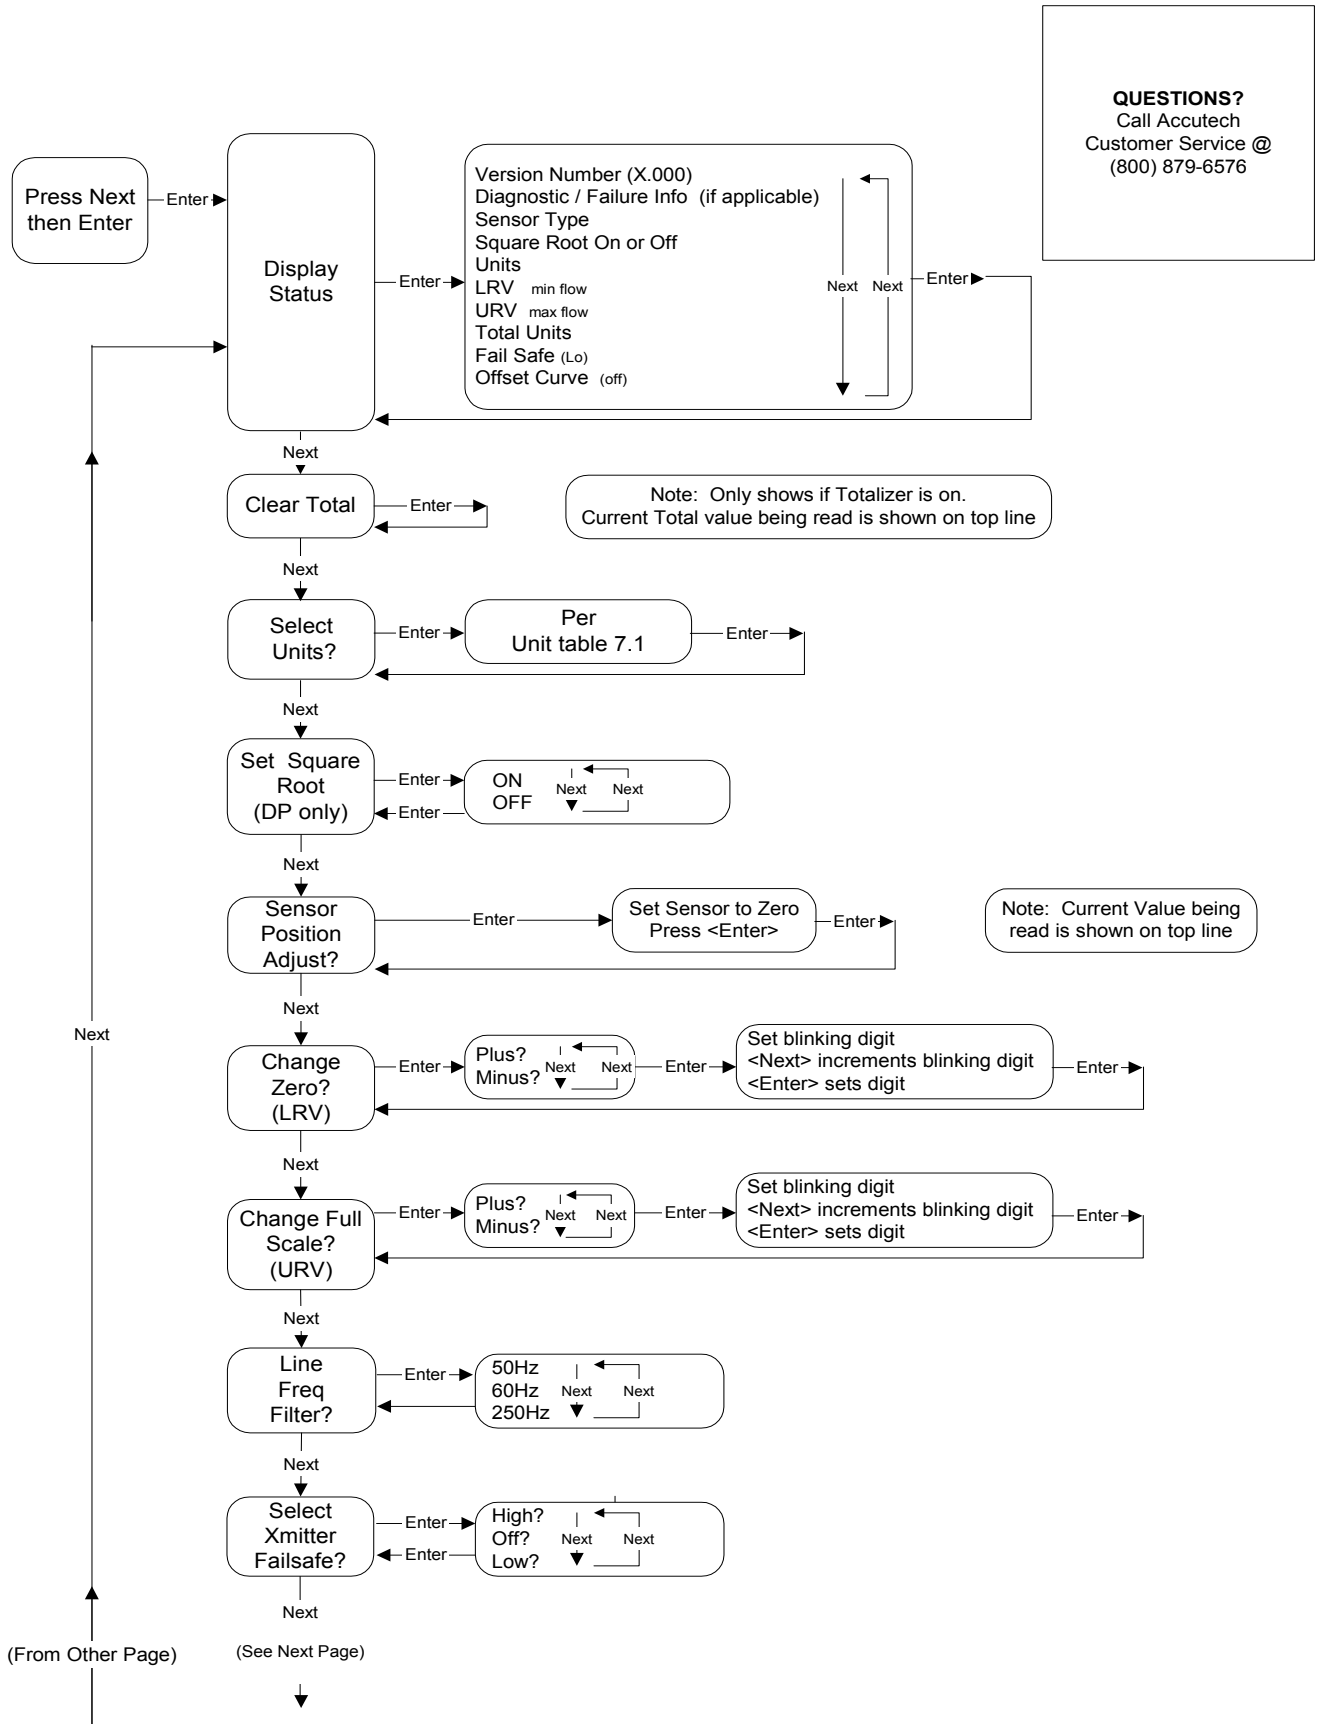 QUESTIONS?
Call Accutech
Customer Service @
(800) 879-6576
Press Next
then Enter
Enter
Display
Status
Enter
Version Number (X.000)
Diagnostic / Failure Info (if applicable)
Sensor Type
Square Root On or Off
Units
LRV min flow
URV max flow
Total Units
Fail Safe (Lo)
Offset Curve (off)
Next Next
Enter
Next
Clear Total
Enter
Note: Only shows if Totalizer is on.
Current Total value being read is shown on top line
Next
Select
Units?
Enter
Per
Unit table 7.1
Enter
Next
Set Square
Root
(DP only)
Enter
Enter
ON
OFF
Next Next
Next
Sensor
Position
Adjust?
Enter
Set Sensor to Zero
Press <Enter>
Enter
Note: Current Value being
read is shown on top line
Next
Next
Change
Zero?
(LRV)
Enter
Plus?
Minus?
Next Next
Enter
Set blinking digit
<Next> increments blinking digit
<Enter> sets digit
Enter
Next
Change Full
Scale?
(URV)
Enter
Plus?
Minus?
Next Next
Enter
Set blinking digit
<Next> increments blinking digit
<Enter> sets digit
Enter
Next
Line
Freq
Filter?
Enter
50Hz
60Hz
250Hz
Next Next
Next
Select
Xmitter
Failsafe?
Enter
Enter
High?
Off?
Low?
Next Next
Next
(From Other Page)
(See Next Page)